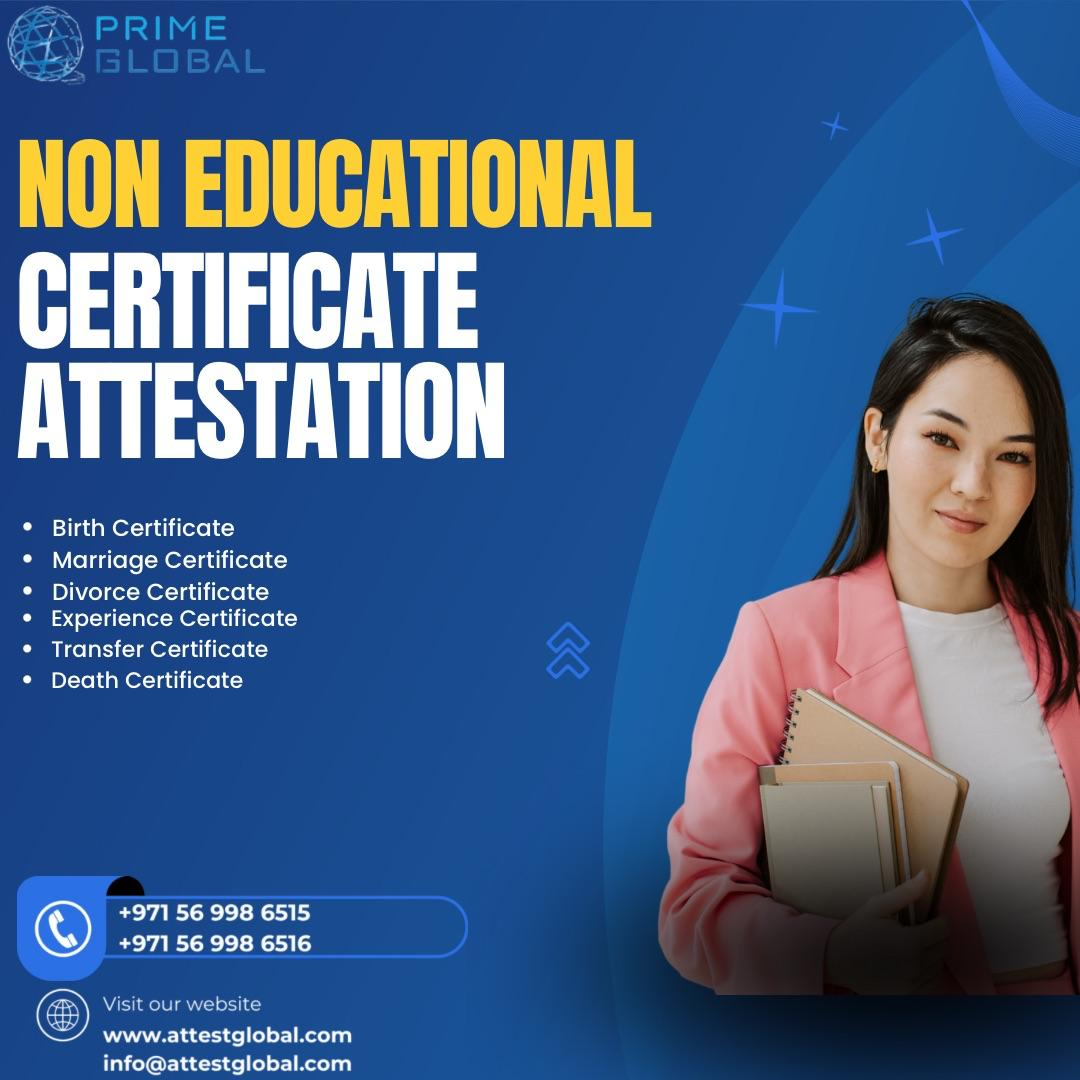 PRIME
GLOBAL
NON EDUCATIONAL
CERTIFICATE
ATTESTATION
• Birth Certificate
• Marriage Certificate
• Divorce Certificate
• Experience Certificate
• Transfer Certificate
• Death Certificate
+971 56 998 6515
+971 56 998 6516
Visit our website
www.attestglobal.com
info@attestglobal.com